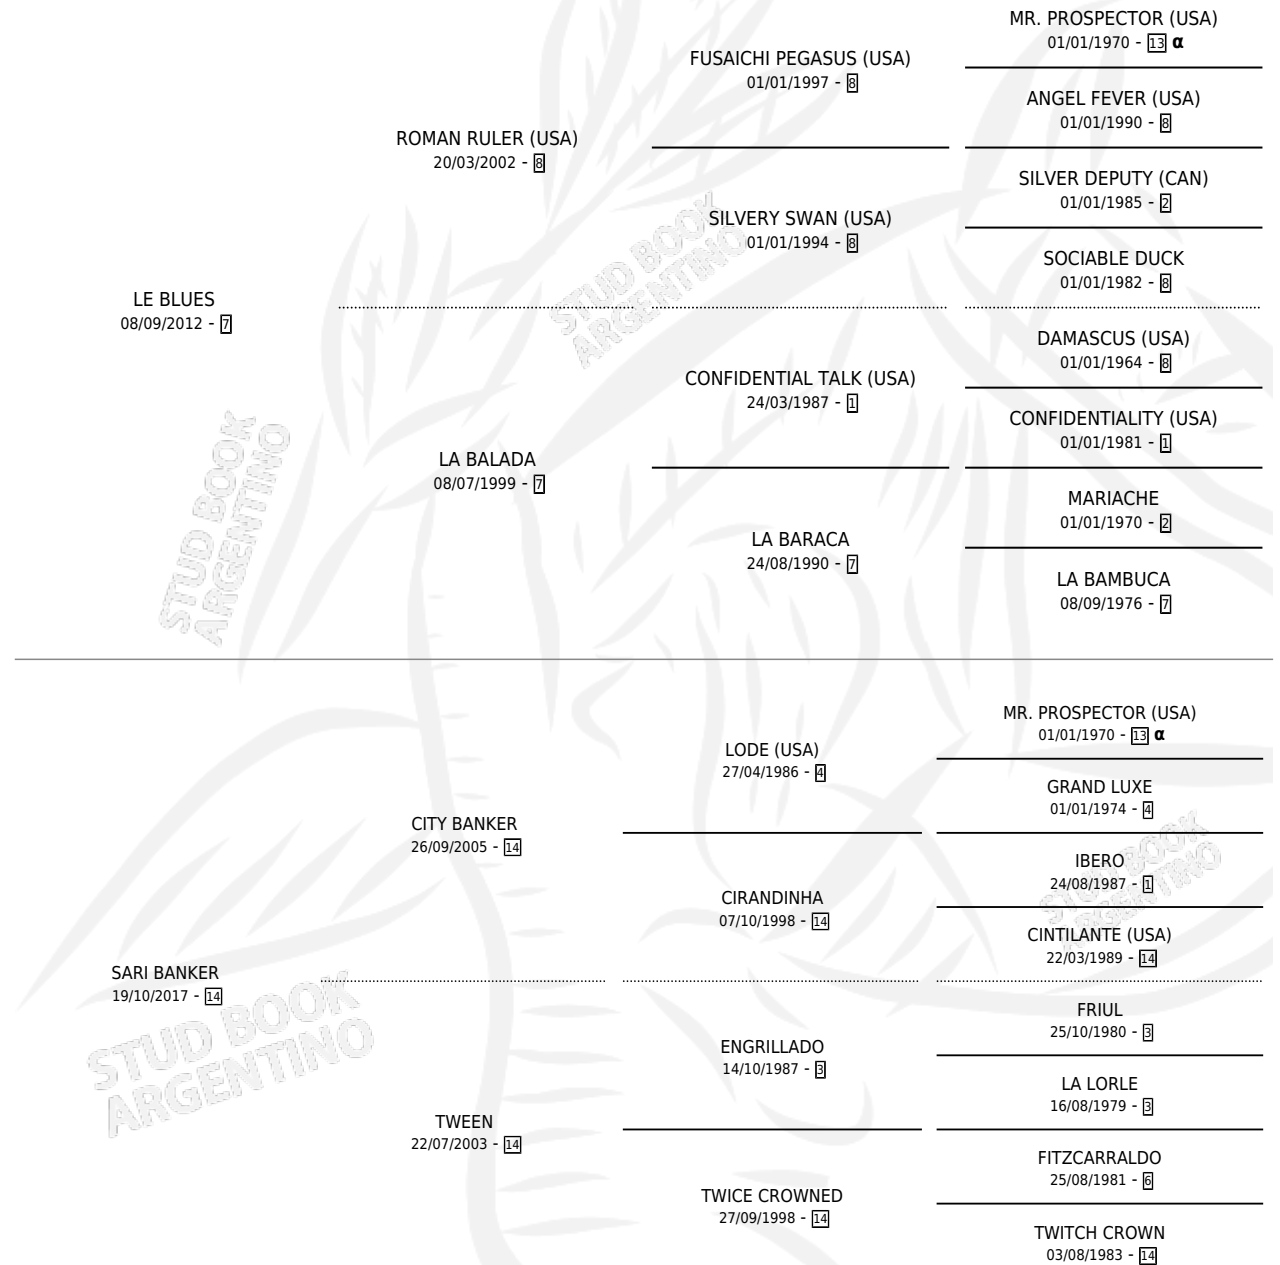 MR. PROSPECTOR (USA)
01/01/1970 - 13 α
FUSAICHI PEGASUS (USA)
01/01/1997 - 8
ANGEL FEVER (USA)
01/01/1990 - 8
ROMAN RULER (USA)
20/03/2002 - 8
SILVER DEPUTY (CAN)
01/01/1985 - 2
SILVERY SWAN (USA)
01/01/1994 - 8
SOCIABLE DUCK
01/01/1982 - 8
LE BLUES
08/09/2012 - 7
DAMASCUS (USA)
01/01/1964 - 8
CONFIDENTIAL TALK (USA)
24/03/1987 - 1
CONFIDENTIALITY (USA)
01/01/1981 - 1
LA BALADA
08/07/1999 - 7
MARIACHE
01/01/1970 - 2
LA BARACA
24/08/1990 - 7
LA BAMBUCA
08/09/1976 - 7
MR. PROSPECTOR (USA)
01/01/1970 - 13 α
LODE (USA)
27/04/1986 - 4
GRAND LUXE
01/01/1974 - 4
CITY BANKER
26/09/2005 - 14
IBERO
24/08/1987 - 1
CIRANDINHA
07/10/1998 - 14
CINTILANTE (USA)
22/03/1989 - 14
SARI BANKER
19/10/2017 - 14
FRIUL
25/10/1980 - 3
ENGRILLADO
14/10/1987 - 3
LA LORLE
16/08/1979 - 3
TWEEN
22/07/2003 - 14
FITZCARRALDO
25/08/1981 - 6
TWICE CROWNED
27/09/1998 - 14
TWITCH CROWN
03/08/1983 - 14
STUD BOOK
ARGENTINO
STUD BOOK
ARGENTINO
STUD BOOK
ARGENTINO
STUD BOOK
ARGENTINO